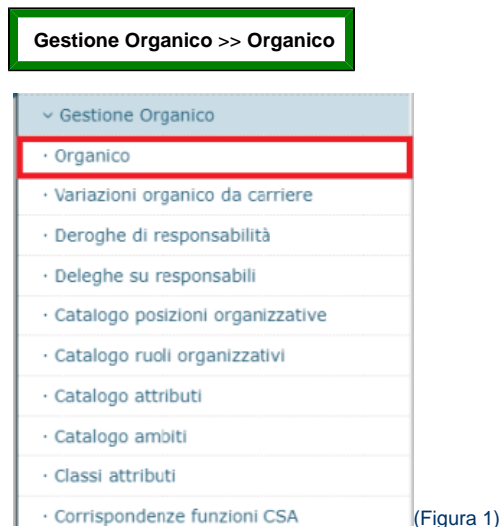 Gestione Organico >> Organico
Gestione Organico
· Organico
· Variazioni organico da carriere
· Deroghe di responsabilità
· Deleghe su responsabili
· Catalogo posizioni organizzative
· Catalogo ruoli organizzativi
· Catalogo attributi
· Catalogo ambiti
· Classi attributi
· Corrispondenze funzioni CSA (Figura 1)